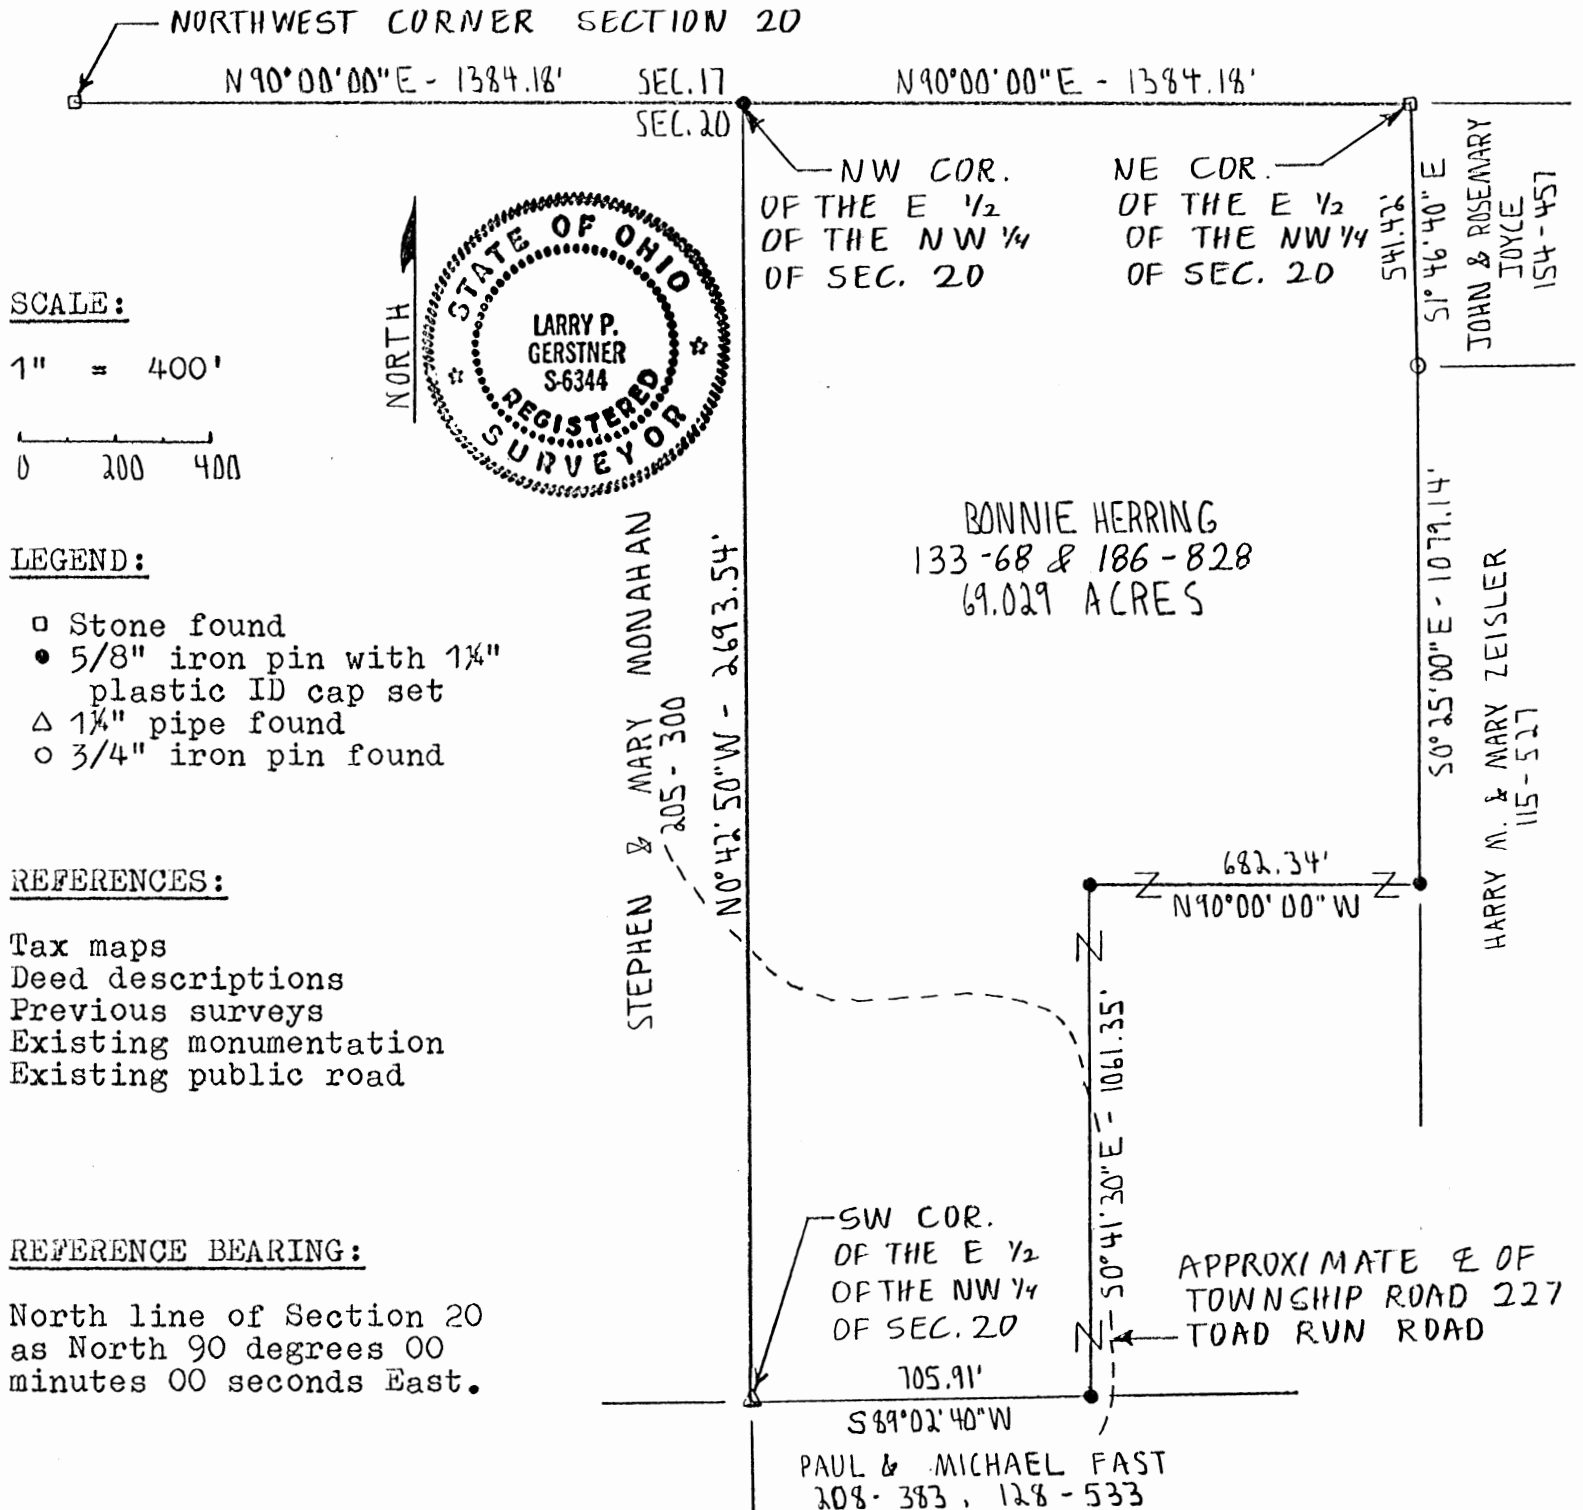 NORTHWEST CORNER SECTION 20
N90°00'00"E - 1384.18'
SEC. 17
SEC. 20
N90°00'00"E - 1384.18'
NW COR.
OF THE E 1/2
OF THE NW 1/4
OF SEC. 20
NE COR.
OF THE E 1/2
OF THE NW 1/4
OF SEC. 20
541.42'
S1°46'40"E
JOHN & ROSEMARY
JOYCE
154-457
NORTH
STATE OF OHIO
LARRY P.
GERSTNER
S-6344
REGISTERED
SURVEYOR
SCALE:
1" = 400'
0 200 400
LEGEND:
Stone found
5/8" iron pin with 1¼"
plastic ID cap set
1¼" pipe found
3/4" iron pin found
BONNIE HERRING
133-68 & 186-828
69.029 ACRES
STEPHEN & MARY MONAHAN
205-300
N0°42'50"W - 2693.54'
S0°25'00"E - 1079.14'
HARRY M. & MARY ZEISLER
115-527
682.34'
N90°00'00"W
S0°41'30"E - 1061.35'
REFERENCES:
Tax maps
Deed descriptions
Previous surveys
Existing monumentation
Existing public road
SW COR.
OF THE E 1/2
OF THE NW 1/4
OF SEC. 20
APPROXIMATE ℄ OF
TOWNSHIP ROAD 227
TOAD RUN ROAD
REFERENCE BEARING:
North line of Section 20
as North 90 degrees 00
minutes 00 seconds East.
705.91'
S89°02'40"W
PAUL & MICHAEL FAST
208-383, 128-533